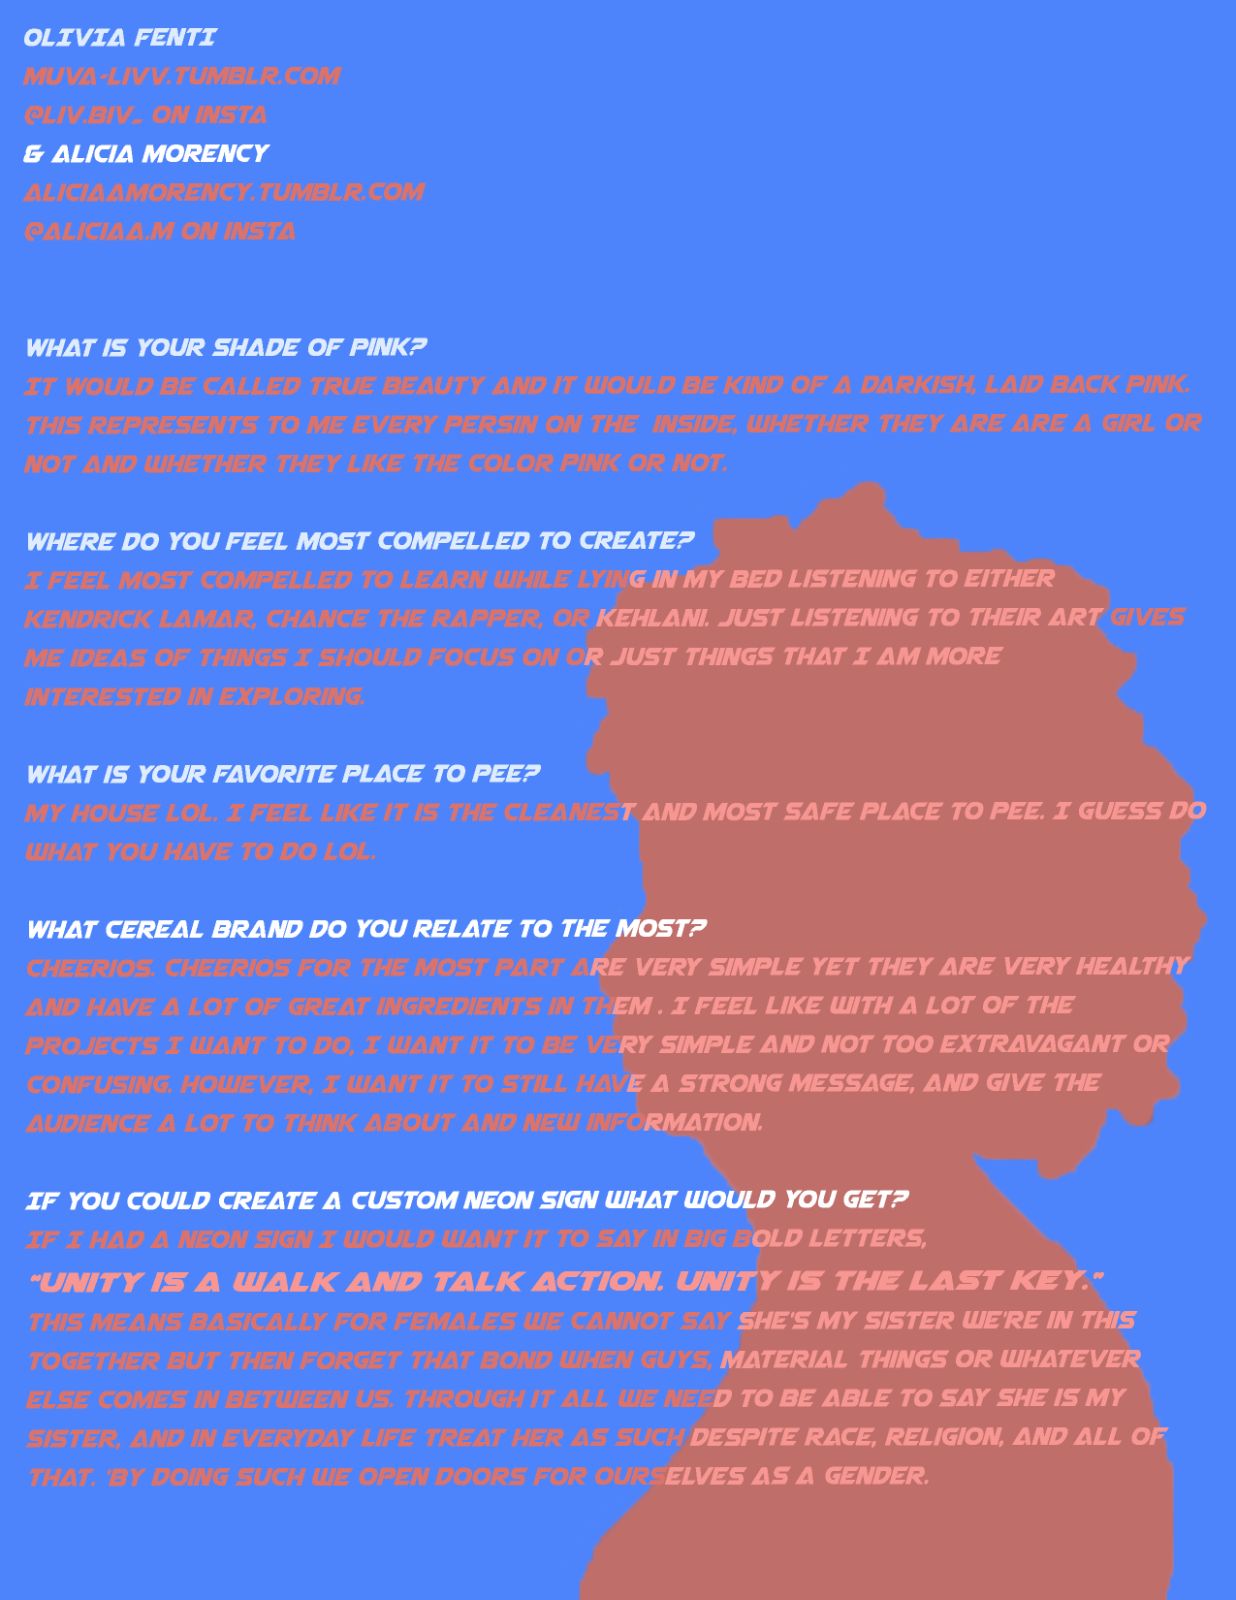 OLIVIA FENTI
MUVA-LIVV.TUMBLR.COM
@LIV.BIV_ ON INSTA
& ALICIA MORENCY
ALICIAAMORENCY.TUMBLR.COM
@ALICIAA.M ON INSTA
WHAT IS YOUR SHADE OF PINK?
IT WOULD BE CALLED TRUE BEAUTY AND IT WOULD BE KIND OF A DARKISH, LAID BACK PINK.
THIS REPRESENTS TO ME EVERY PERSIN ON THE INSIDE, WHETHER THEY ARE ARE A GIRL OR
NOT AND WHETHER THEY LIKE THE COLOR PINK OR NOT.
WHERE DO YOU FEEL MOST COMPELLED TO CREATE?
I FEEL MOST COMPELLED TO LEARN WHILE LYING IN MY BED LISTENING TO EITHER
KENDRICK LAMAR, CHANCE THE RAPPER, OR KEHLANI. JUST LISTENING TO THEIR ART GIVES
ME IDEAS OF THINGS I SHOULD FOCUS ON OR JUST THINGS THAT I AM MORE
INTERESTED IN EXPLORING.
WHAT IS YOUR FAVORITE PLACE TO PEE?
MY HOUSE LOL. I FEEL LIKE IT IS THE CLEANEST AND MOST SAFE PLACE TO PEE. I GUESS DO
WHAT YOU HAVE TO DO LOL.
WHAT CEREAL BRAND DO YOU RELATE TO THE MOST?
CHEERIOS. CHEERIOS FOR THE MOST PART ARE VERY SIMPLE YET THEY ARE VERY HEALTHY
AND HAVE A LOT OF GREAT INGREDIENTS IN THEM . I FEEL LIKE WITH A LOT OF THE
PROJECTS I WANT TO DO, I WANT IT TO BE VERY SIMPLE AND NOT TOO EXTRAVAGANT OR
CONFUSING. HOWEVER, I WANT IT TO STILL HAVE A STRONG MESSAGE, AND GIVE THE
AUDIENCE A LOT TO THINK ABOUT AND NEW INFORMATION.
IF YOU COULD CREATE A CUSTOM NEON SIGN WHAT WOULD YOU GET?
IF I HAD A NEON SIGN I WOULD WANT IT TO SAY IN BIG BOLD LETTERS,
"UNITY IS A WALK AND TALK ACTION. UNITY IS THE LAST KEY."
THIS MEANS BASICALLY FOR FEMALES WE CANNOT SAY SHE'S MY SISTER WE'RE IN THIS
TOGETHER BUT THEN FORGET THAT BOND WHEN GUYS, MATERIAL THINGS OR WHATEVER
ELSE COMES IN BETWEEN US. THROUGH IT ALL WE NEED TO BE ABLE TO SAY SHE IS MY
SISTER, AND IN EVERYDAY LIFE TREAT HER AS SUCH DESPITE RACE, RELIGION, AND ALL OF
THAT. 'BY DOING SUCH WE OPEN DOORS FOR OURSELVES AS A GENDER.